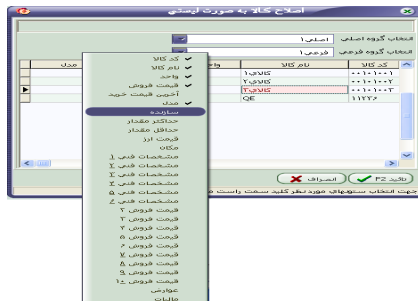 اصلاح کالا به صورت لیستی
انتخاب گروه اصلی اصلی۱
انتخاب گروه فرعی فرعی۱
کد کالا نام کالا واحد مدل
۰۰۱۰۱۰۰۱ کالای۱
۰۰۱۰۱۰۰۲ کالای۲
۰۰۱۰۱۰۰۳ کالای۳
۱۱۲۲۶ QE
کد کالا
نام کالا
واحد
قیمت فروش
آخرین قیمت خرید
مدل
سازنده
حداکثر مقدار
حداقل مقدار
قیمت ارز
مکان
مشخصات فنی ۱
مشخصات فنی ۲
مشخصات فنی ۳
مشخصات فنی ۴
مشخصات فنی ۵
مشخصات فنی ۶
قیمت فروش ۲
قیمت فروش ۳
قیمت فروش ۴
قیمت فروش ۵
قیمت فروش ۶
قیمت فروش ۷
قیمت فروش ۸
قیمت فروش ۹
قیمت فروش ۱۰
عوارض
مالیات
تائید F2 انصراف
جهت انتخاب ستونهای مورد نظر کلید سمت راست